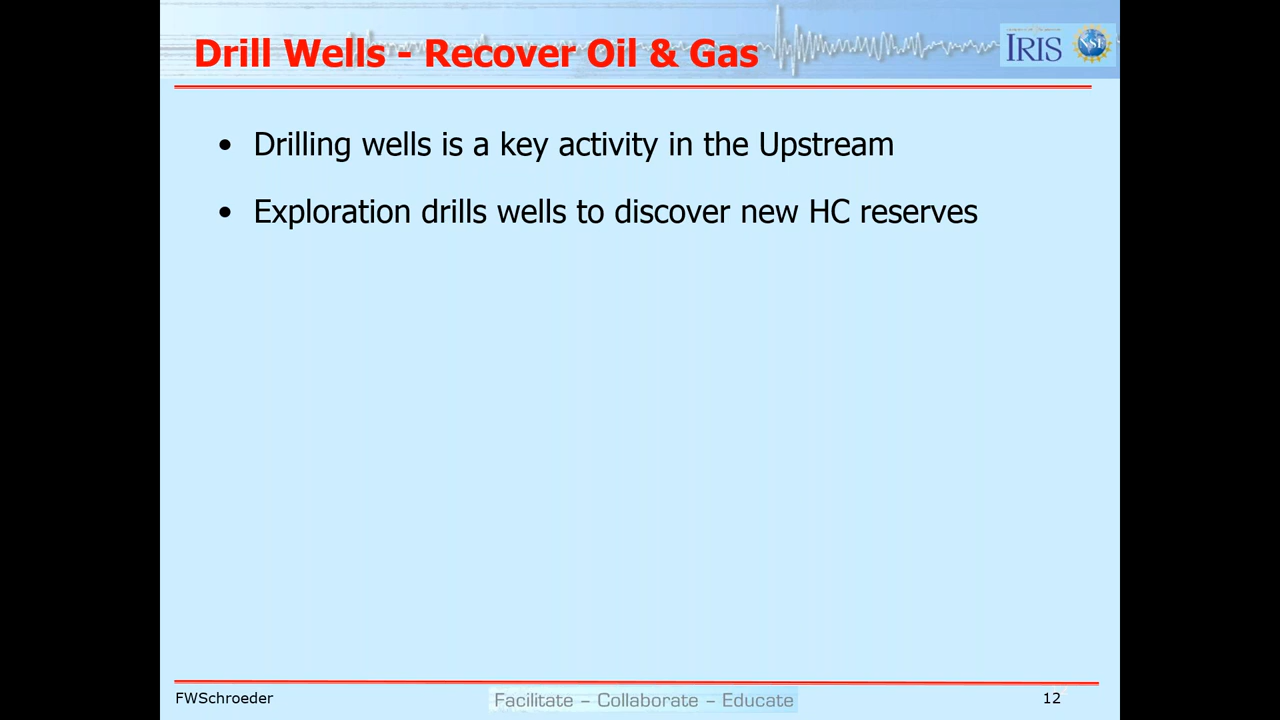 Drill Wells - Recover Oil & Gas
IRIS
NSF
• Drilling wells is a key activity in the Upstream
• Exploration drills wells to discover new HC reserves
FWSchroeder
Facilitate – Collaborate – Educate
12